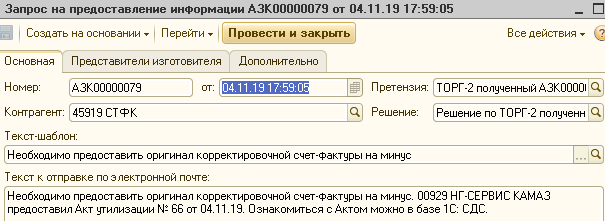 Запрос на предоставление информации АЗК00000079 от 04.11.19 17:59:05
Создать на основании Перейти Провести и закрыть Все действия
Основная Представители изготовителя Дополнительно
Номер: АЗК00000079 от: 04.11.19 17:59:05 Претензия: ТОРГ-2 полученный АЗК0000
Контрагент: 45919 СТФК Решение: Решение по ТОРГ-2 полученн
Текст-шаблон:
Необходимо предоставить оригинал корректировочной счет-фактуры на минус
Текст к отправке по электронной почте:
Необходимо предоставить оригинал корректировочной счет-фактуры на минус. 00929 НГ-СЕРВИС КАМАЗ
предоставил Акт утилизации № 66 от 04.11.19. Ознакомиться с Актом можно в базе 1С: СДС.